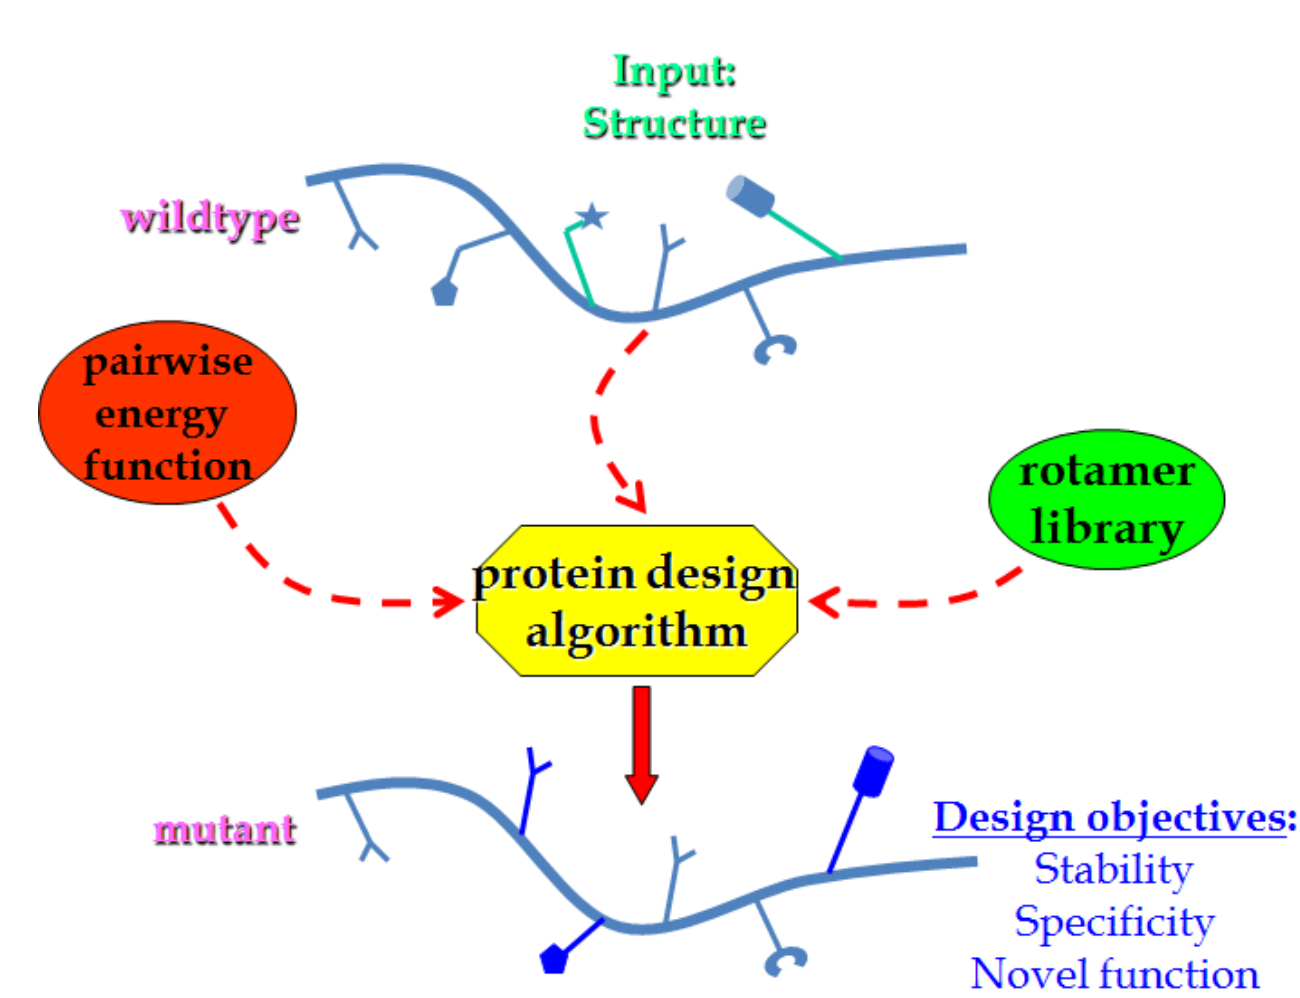 Input:
Structure
wildtype
pairwise
energy
function
rotamer
library
protein design
algorithm
mutant
Design objectives:
Stability
Specificity
Novel function